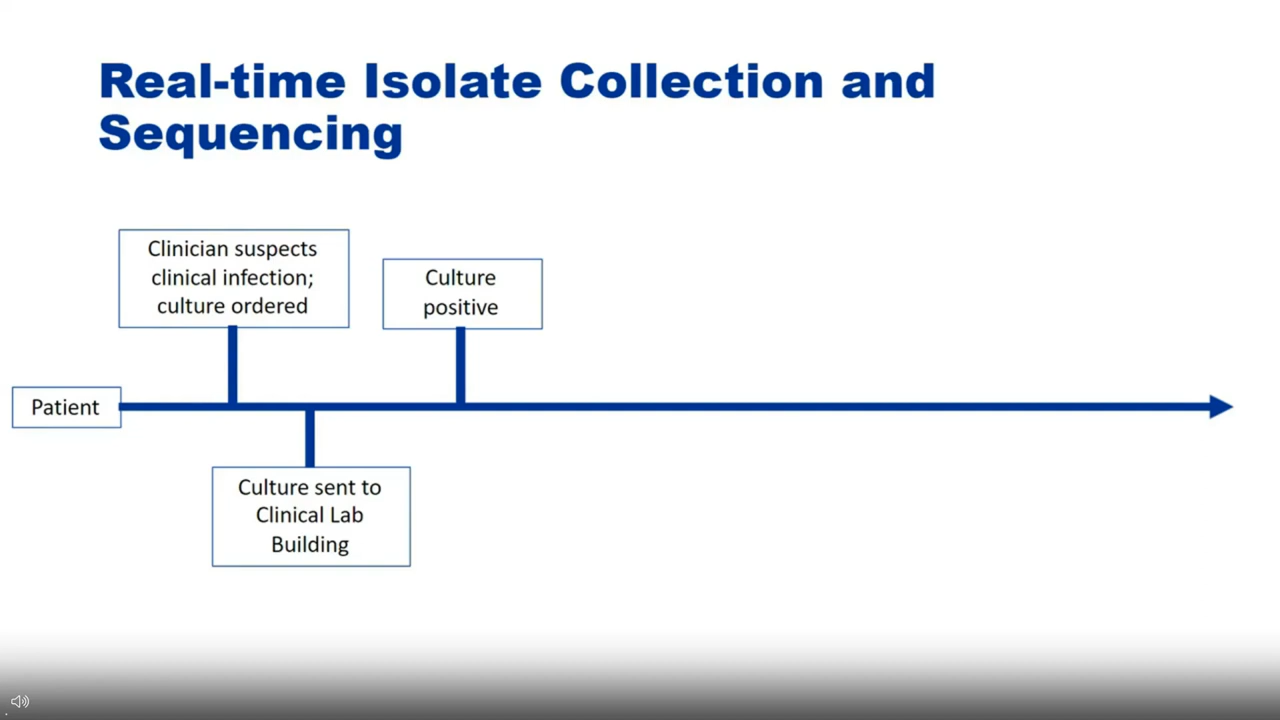 Real-time Isolate Collection and
Sequencing
Clinician suspects
clinical infection;
culture ordered
Culture
positive
Patient
Culture sent to
Clinical Lab
Building